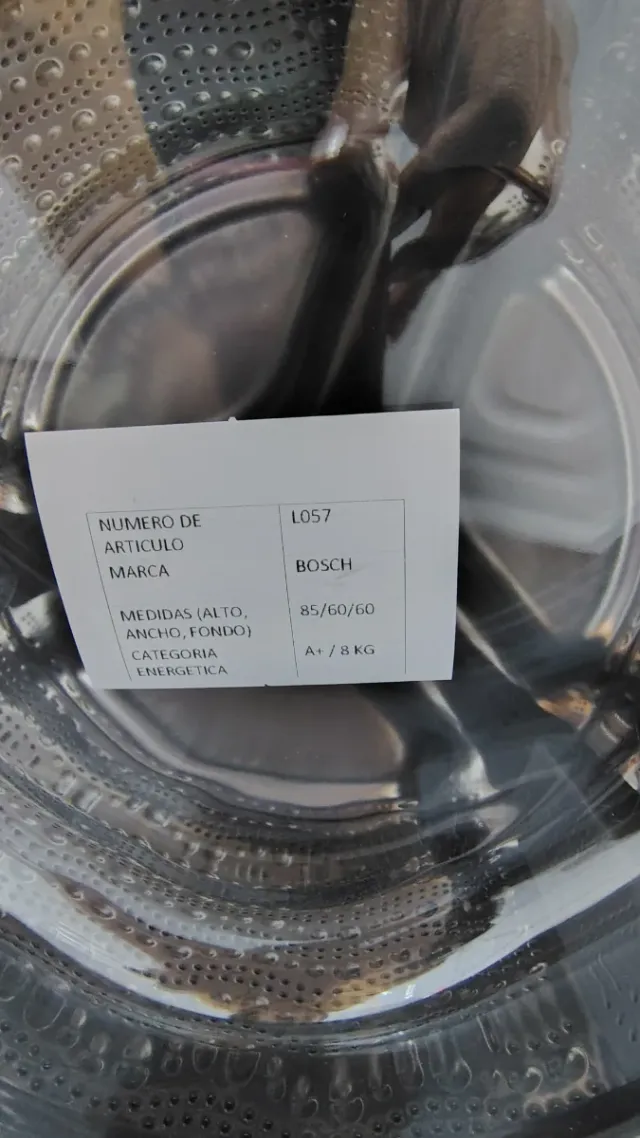 NUMERO DE L057
ARTICULO
MARCA BOSCH
MEDIDAS (ALTO, 85/60/60
ANCHO, FONDO)
CATEGORIA A+ / 8 KG
ENERGETICA